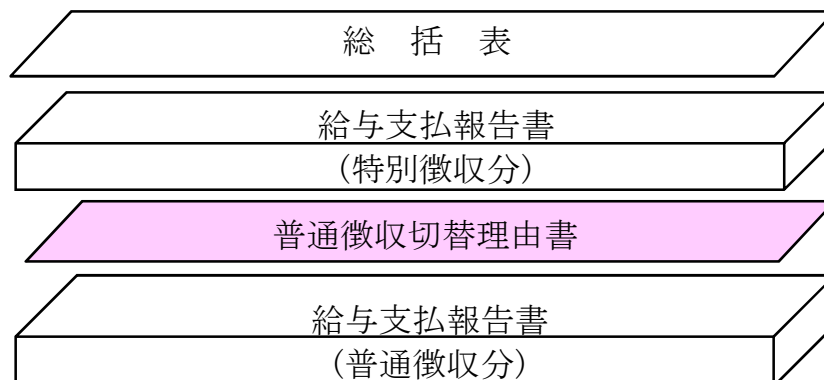 総　括　表
給与支払報告書
(特別徴収分)
普通徴収切替理由書
給与支払報告書
(普通徴収分)